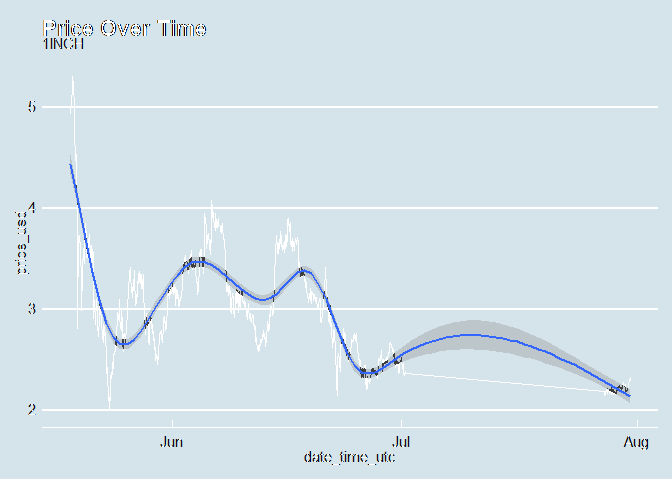 Price Over Time
1INCH
5
4
3
2
price_usd
Jun
Jul
Aug
date_time_utc